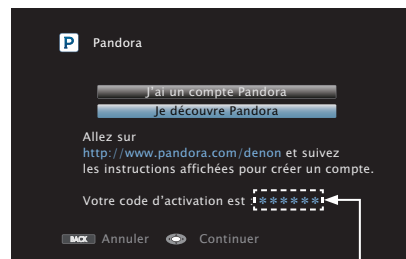 P Pandora
J'ai un compte Pandora
Je découvre Pandora
Allez sur
http://www.pandora.com/denon et suivez
les instructions affichées pour créer un compte.
Votre code d'activation est : ******
BACK Annuler Continuer